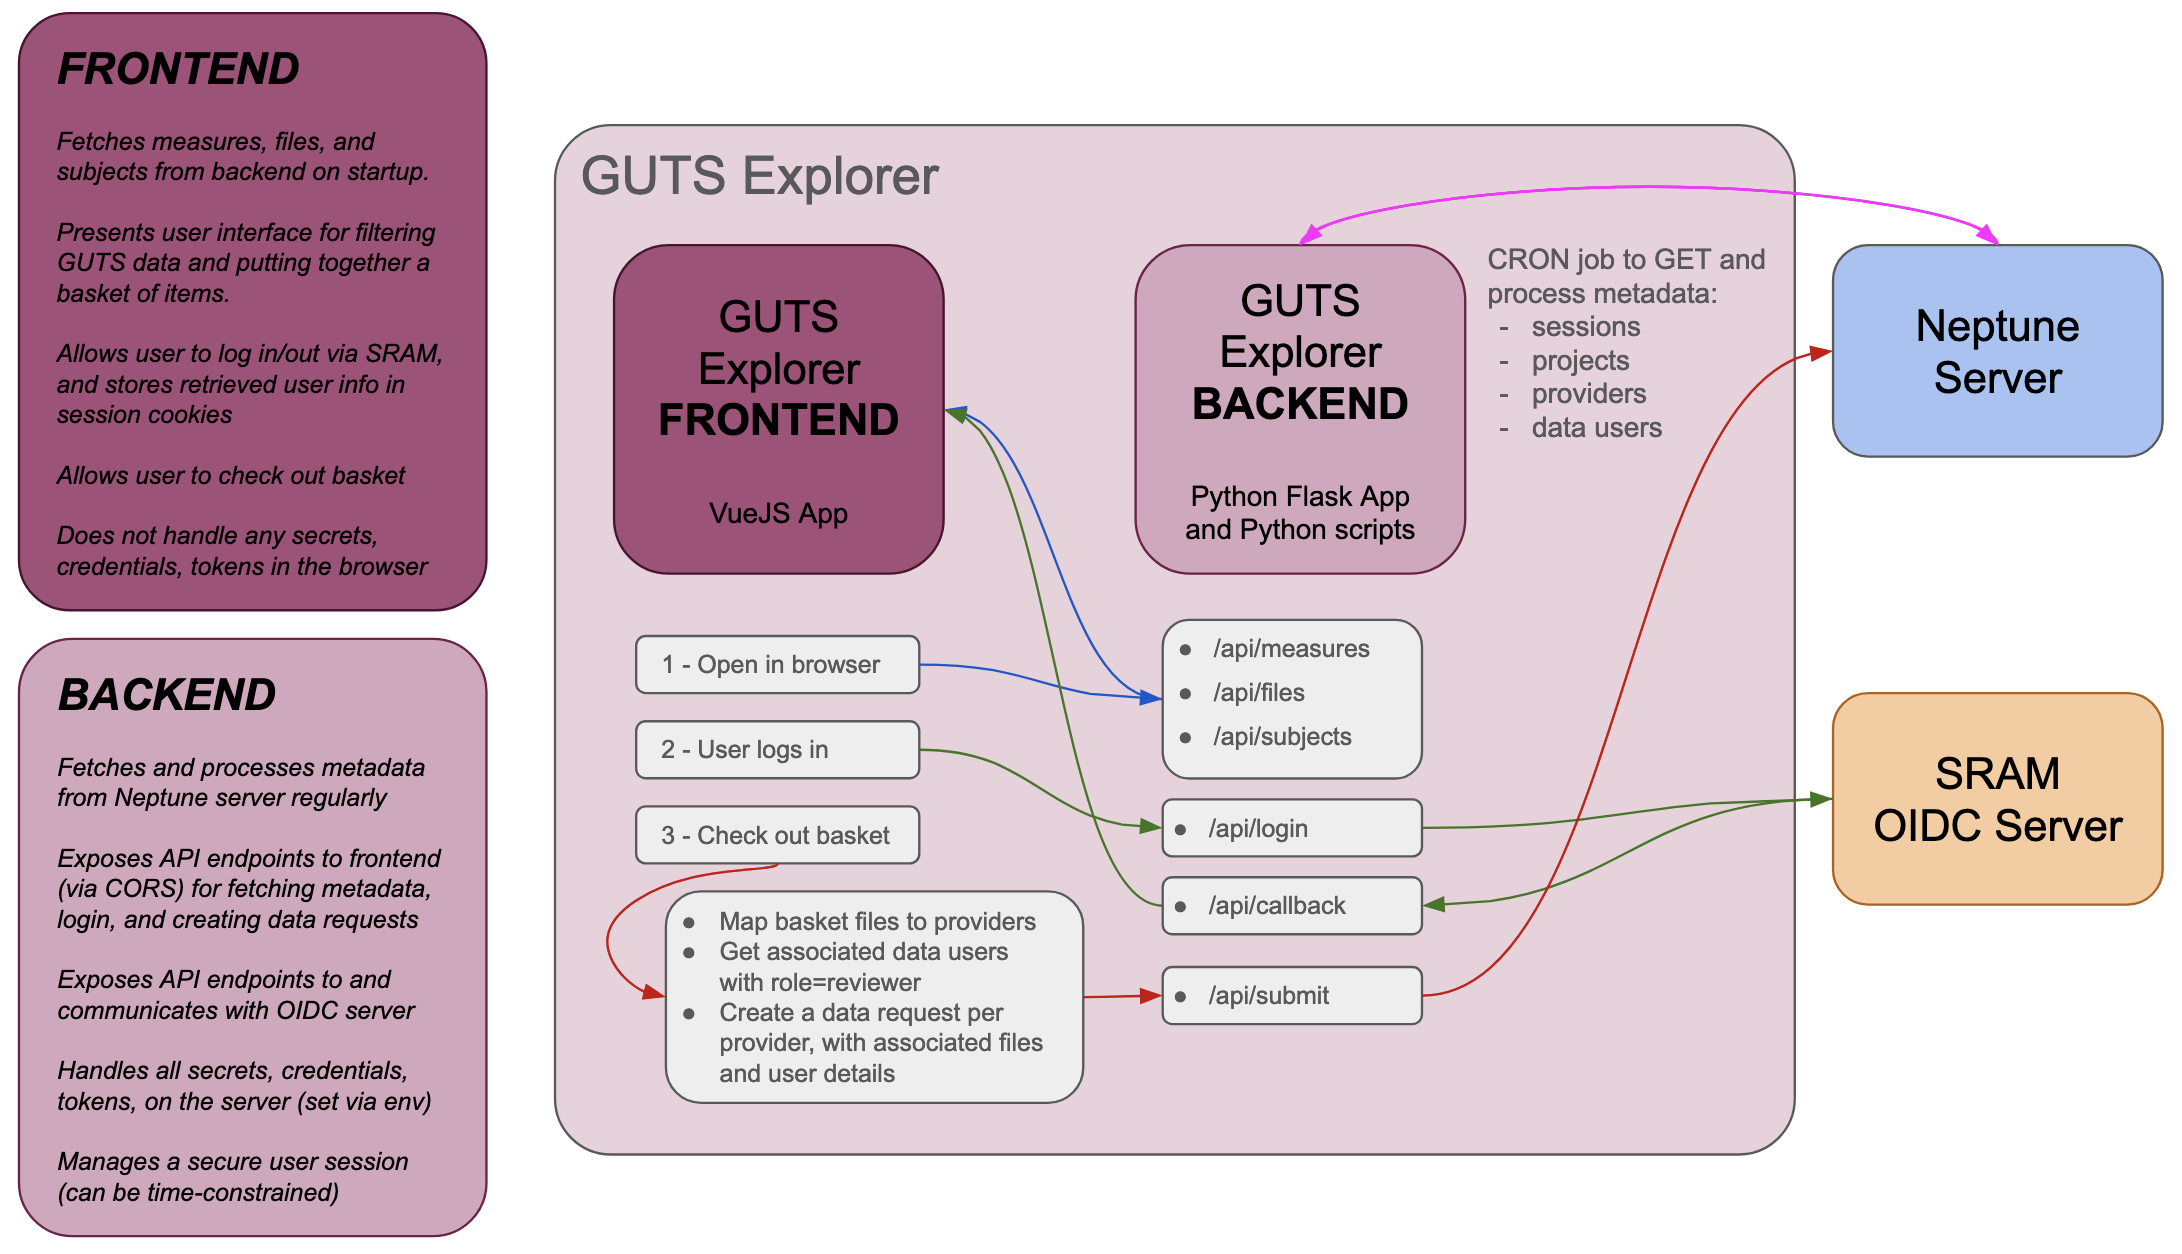 FRONTEND
Fetches measures, files, and
subjects from backend on startup.
Presents user interface for filtering
GUTS data and putting together a
basket of items.
Allows user to log in/out via SRAM,
and stores retrieved user info in
session cookies
Allows user to check out basket
Does not handle any secrets,
credentials, tokens in the browser
BACKEND
Fetches and processes metadata
from Neptune server regularly
Exposes API endpoints to frontend
(via CORS) for fetching metadata,
login, and creating data requests
Exposes API endpoints to and
communicates with OIDC server
Handles all secrets, credentials,
tokens, on the server (set via env)
Manages a secure user session
(can be time-constrained)
GUTS Explorer
GUTS
Explorer
FRONTEND
VueJS App
GUTS
Explorer
BACKEND
Python Flask App
and Python scripts
CRON job to GET and
process metadata:
- sessions
- projects
- providers
- data users
1 - Open in browser
2 - User logs in
3 - Check out basket
● Map basket files to providers
● Get associated data users
with role=reviewer
● Create a data request per
provider, with associated files
and user details
● /api/measures
● /api/files
● /api/subjects
● /api/login
● /api/callback
● /api/submit
Neptune
Server
SRAM
OIDC Server